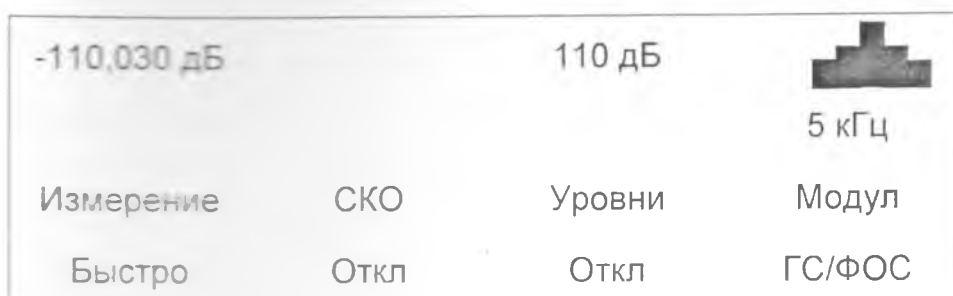 -110,030 дБ 110 дБ
5 кГц
Измерение СКО Уровни Модул
Быстро Откл Откл ГС/ФОС